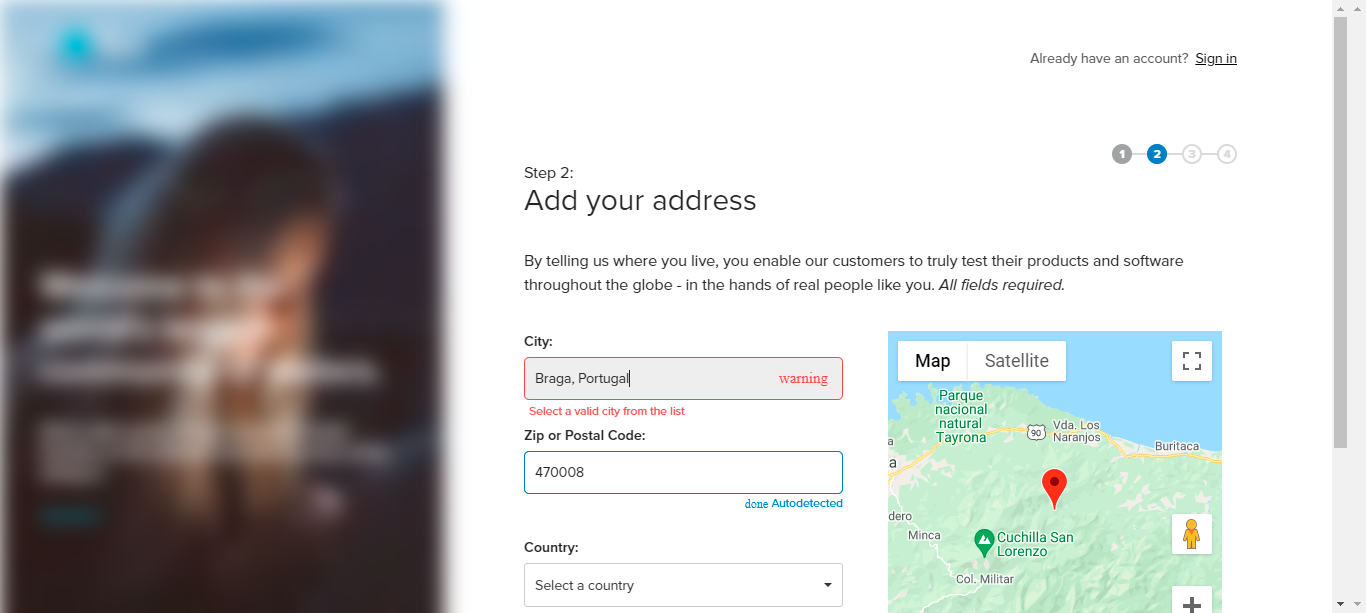 Already have an account? Sign in
1 2 3 4
Step 2:
Add your address
By telling us where you live, you enable our customers to truly test their products and software
throughout the globe - in the hands of real people like you. All fields required.
City:
Braga, Portugal warning
Select a valid city from the list
Zip or Postal Code:
470008
done Autodetected
Country:
Select a country
Map Satellite
Parque
nacional
natural
Tayrona
90
Vda. Los
Naranjos
Buritaca
a
a
dero
Minca
Cuchilla San
Lorenzo
Col. Militar